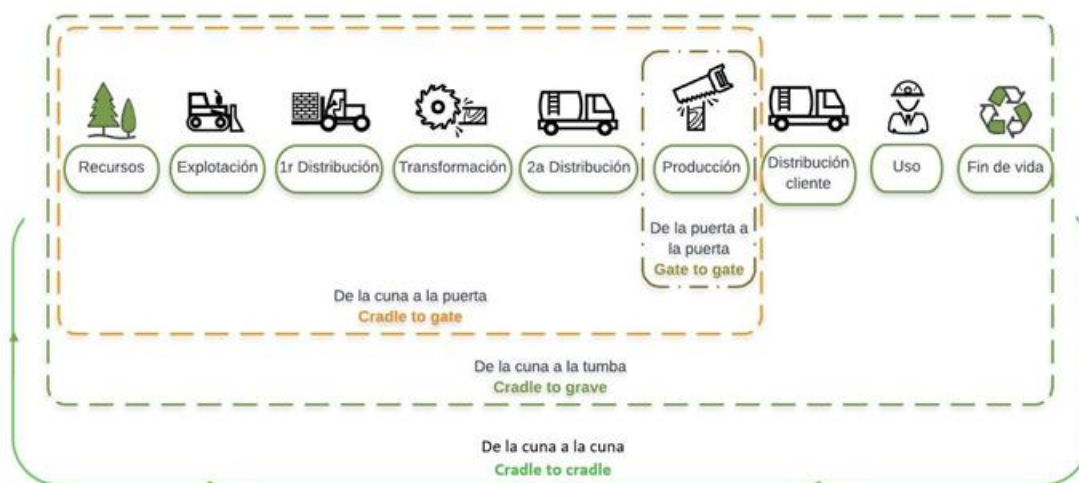 Recursos
Explotación
1r Distribución
Transformación
2a Distribución
Producción
Distribución
cliente
Uso
Fin de vida
De la puerta a
la puerta
Gate to gate
De la cuna a la puerta
Cradle to gate
De la cuna a la tumba
Cradle to grave
De la cuna a la cuna
Cradle to cradle